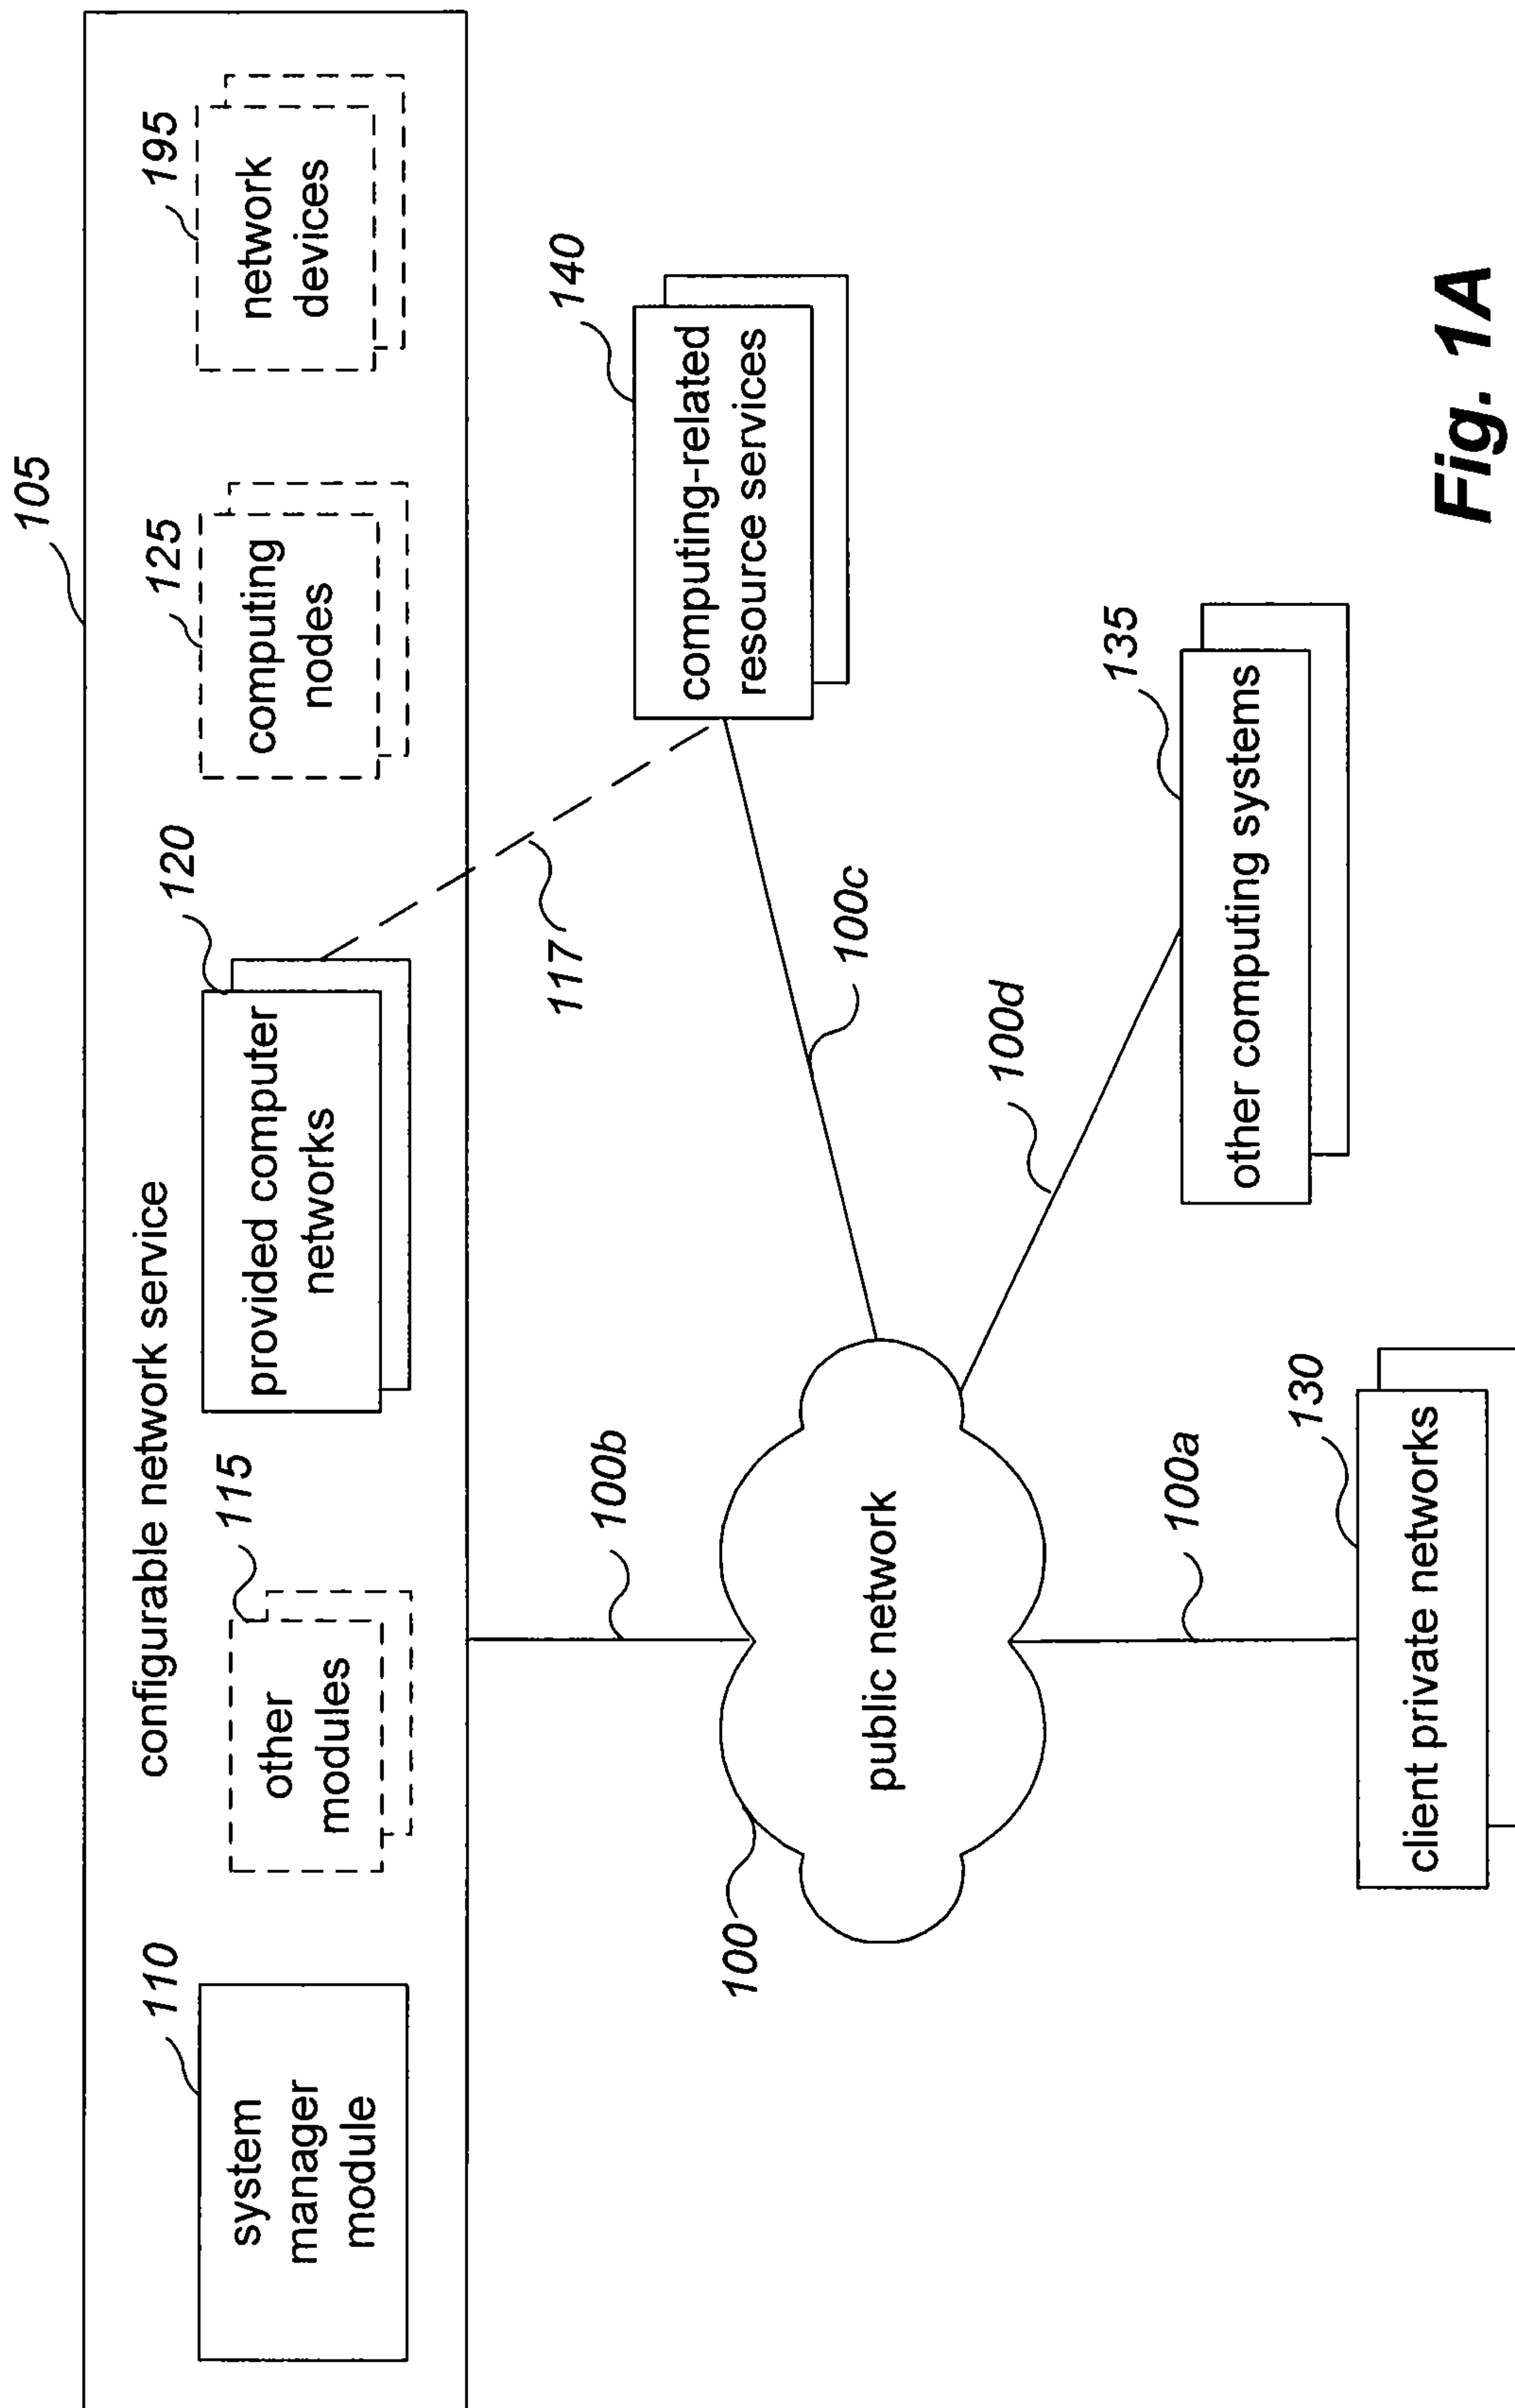 105
configurable network service
110
115
120
125
195
system
manager
module
other
modules
provided computer
networks
computing
nodes
network
devices
117
140
computing-related
resource services
100b
100c
100
public network
100d
135
other computing systems
100a
130
client private networks
Fig. 1A